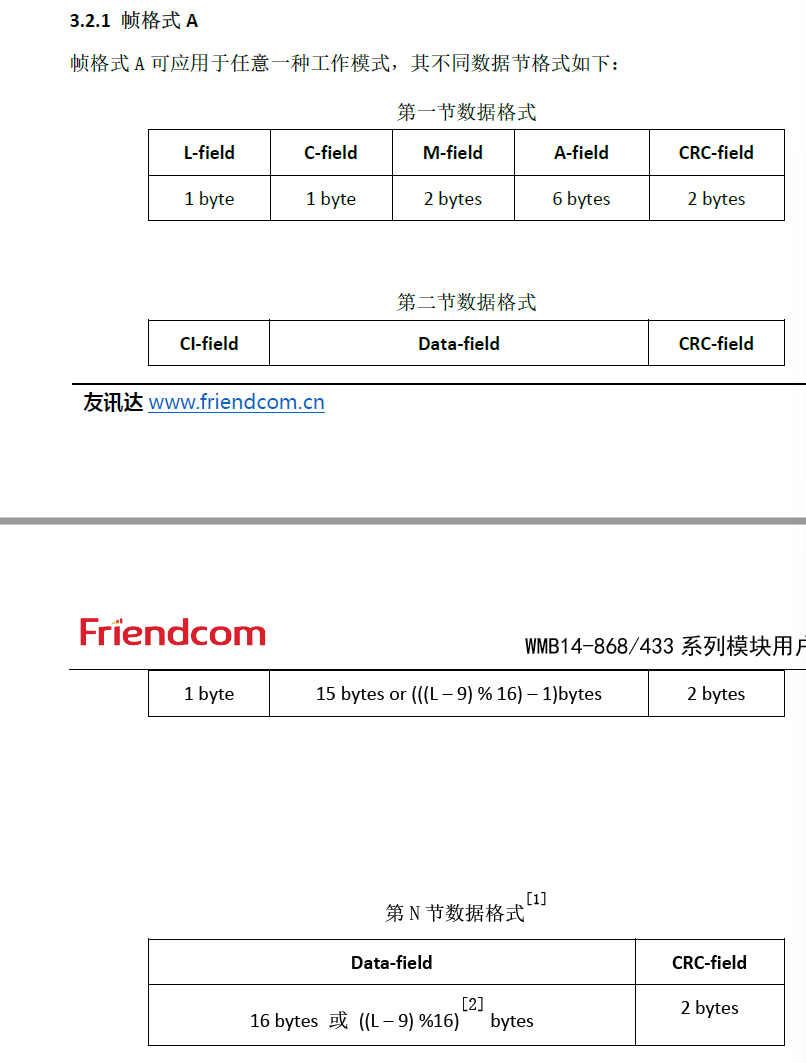 3.2.1 帧格式 A
帧格式 A 可应用于任意一种工作模式，其不同数据节格式如下：
第一节数据格式
L-field C-field M-field A-field CRC-field
1 byte 1 byte 2 bytes 6 bytes 2 bytes
第二节数据格式
CI-field Data-field CRC-field
友讯达 www.friendcom.cn
Friendcom
WMB14-868/433 系列模块用
1 byte 15 bytes or (((L – 9) % 16) – 1)bytes 2 bytes
第 N 节数据格式[1]
Data-field CRC-field
16 bytes 或 ((L – 9) %16)[2] bytes 2 bytes